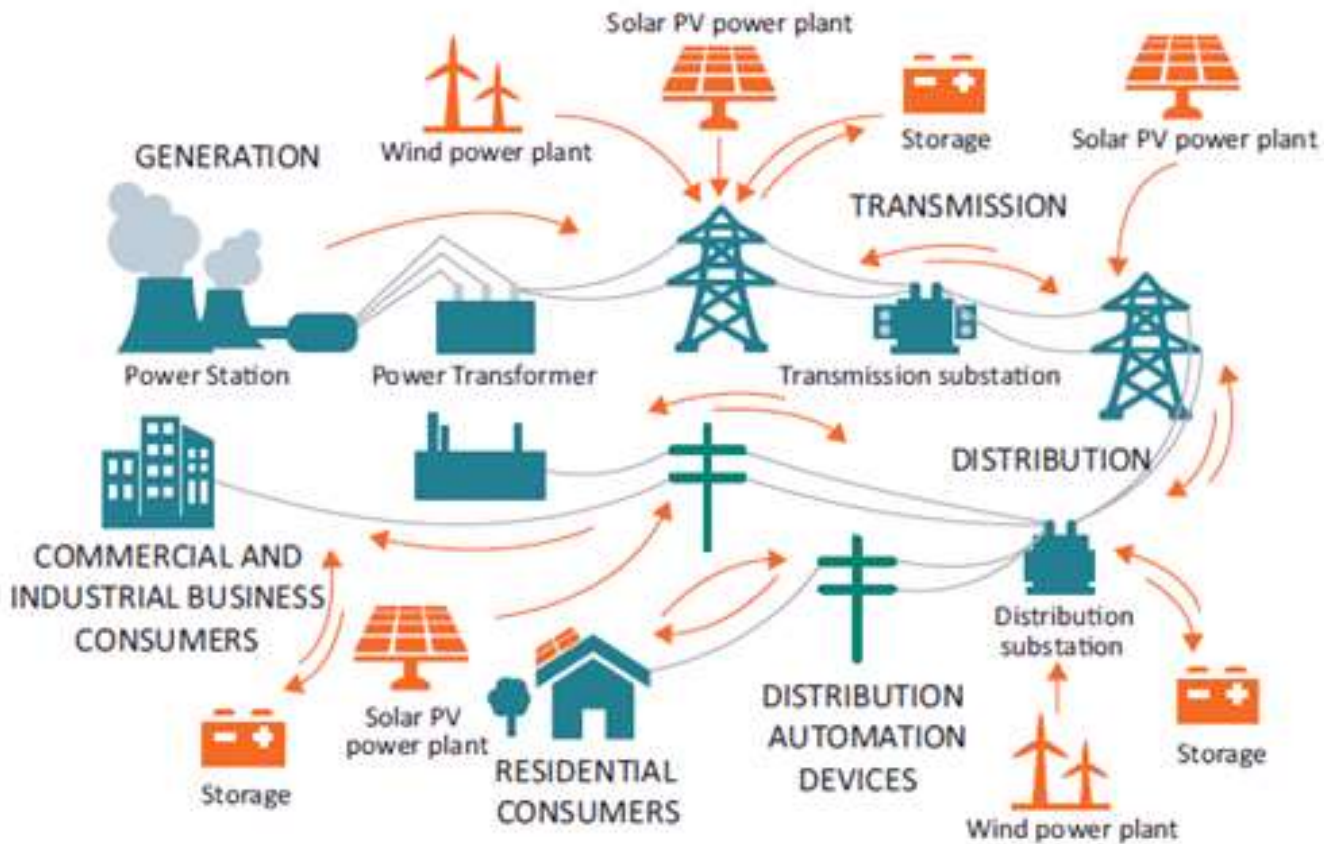 Solar PV power plant
Wind power plant
Storage
Solar PV power plant
GENERATION
TRANSMISSION
Power Station
Power Transformer
Transmission substation
DISTRIBUTION
COMMERCIAL AND
INDUSTRIAL BUSINESS
CONSUMERS
Distribution
substation
Solar PV
power plant
Storage
RESIDENTIAL
CONSUMERS
DISTRIBUTION
AUTOMATION
DEVICES
Wind power plant
Storage